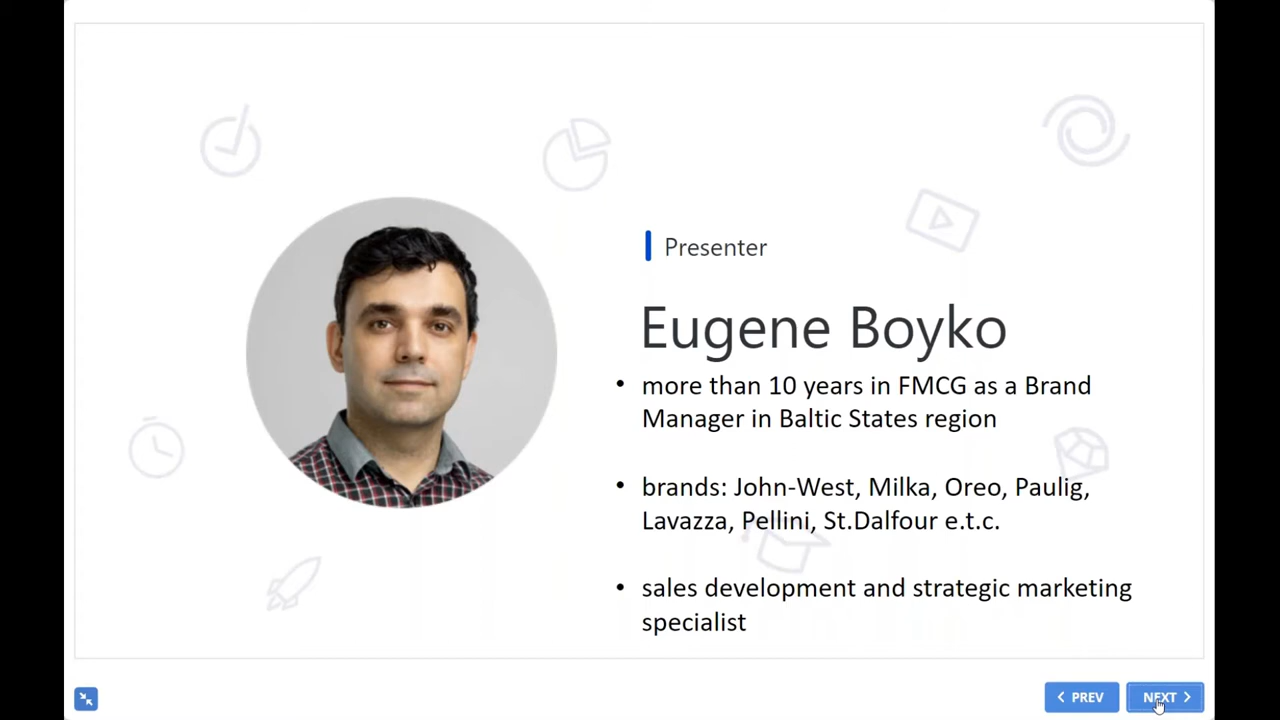 Presenter
Eugene Boyko
• more than 10 years in FMCG as a Brand
Manager in Baltic States region
• brands: John-West, Milka, Oreo, Paulig,
Lavazza, Pellini, St.Dalfour e.t.c.
• sales development and strategic marketing
specialist
PREV
NEXT